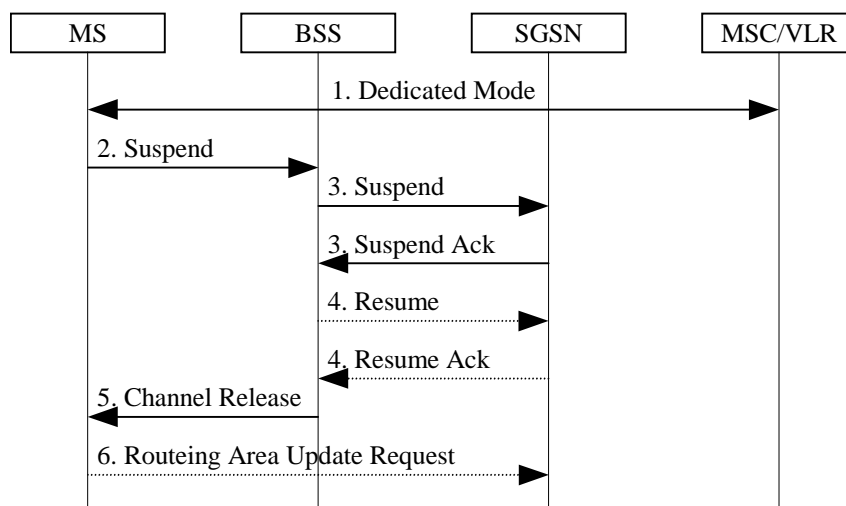 MS
BSS
SGSN
MSC/VLR
1. Dedicated Mode
2. Suspend
3. Suspend
3. Suspend Ack
4. Resume
4. Resume Ack
5. Channel Release
6. Routeing Area Update Request